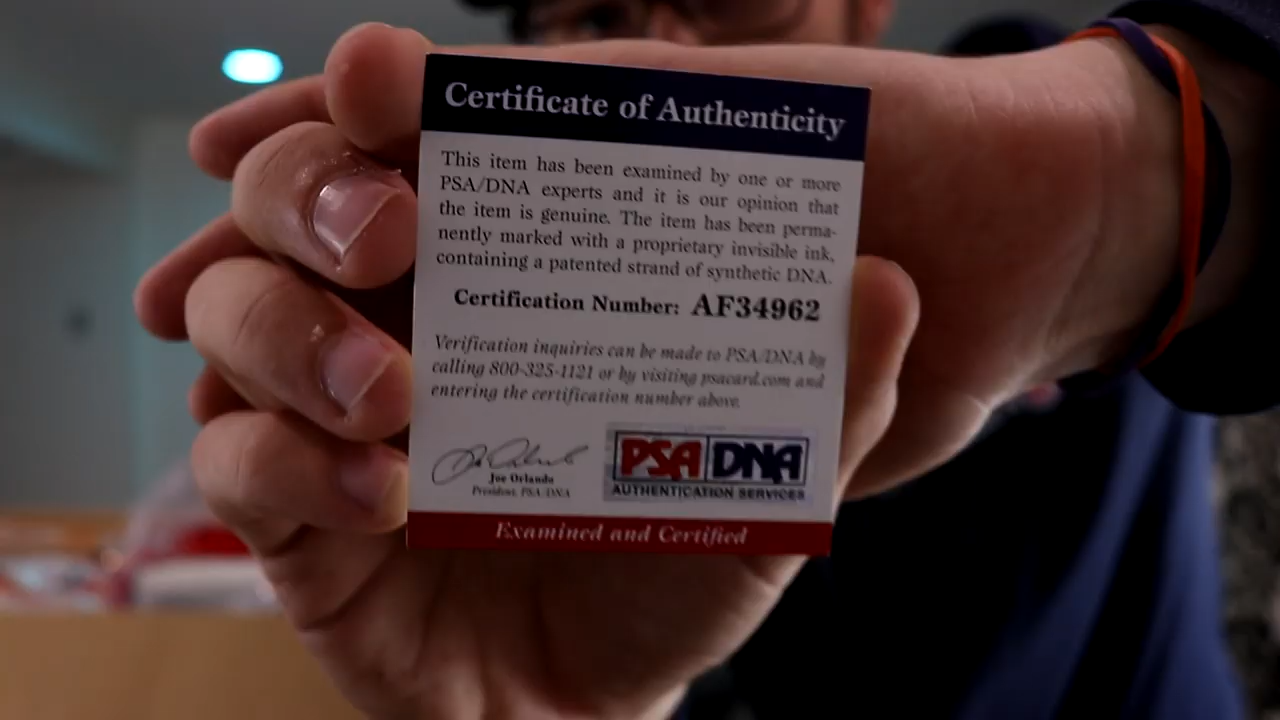 Certificate of Authenticity
This item has been examined by one or more
PSA/DNA experts and it is our opinion that
the item is genuine. The item has been perma-
nently marked with a proprietary invisible ink,
containing a patented strand of synthetic DNA.
Certification Number: AF34962
Verification inquiries can be made to PSA/DNA by
calling 800-325-1121 or by visiting psacard.com and
entering the certification number above.
Joe Orlando
President, PSA/DNA
PSA DNA
AUTHENTICATION SERVICES
Examined and Certified